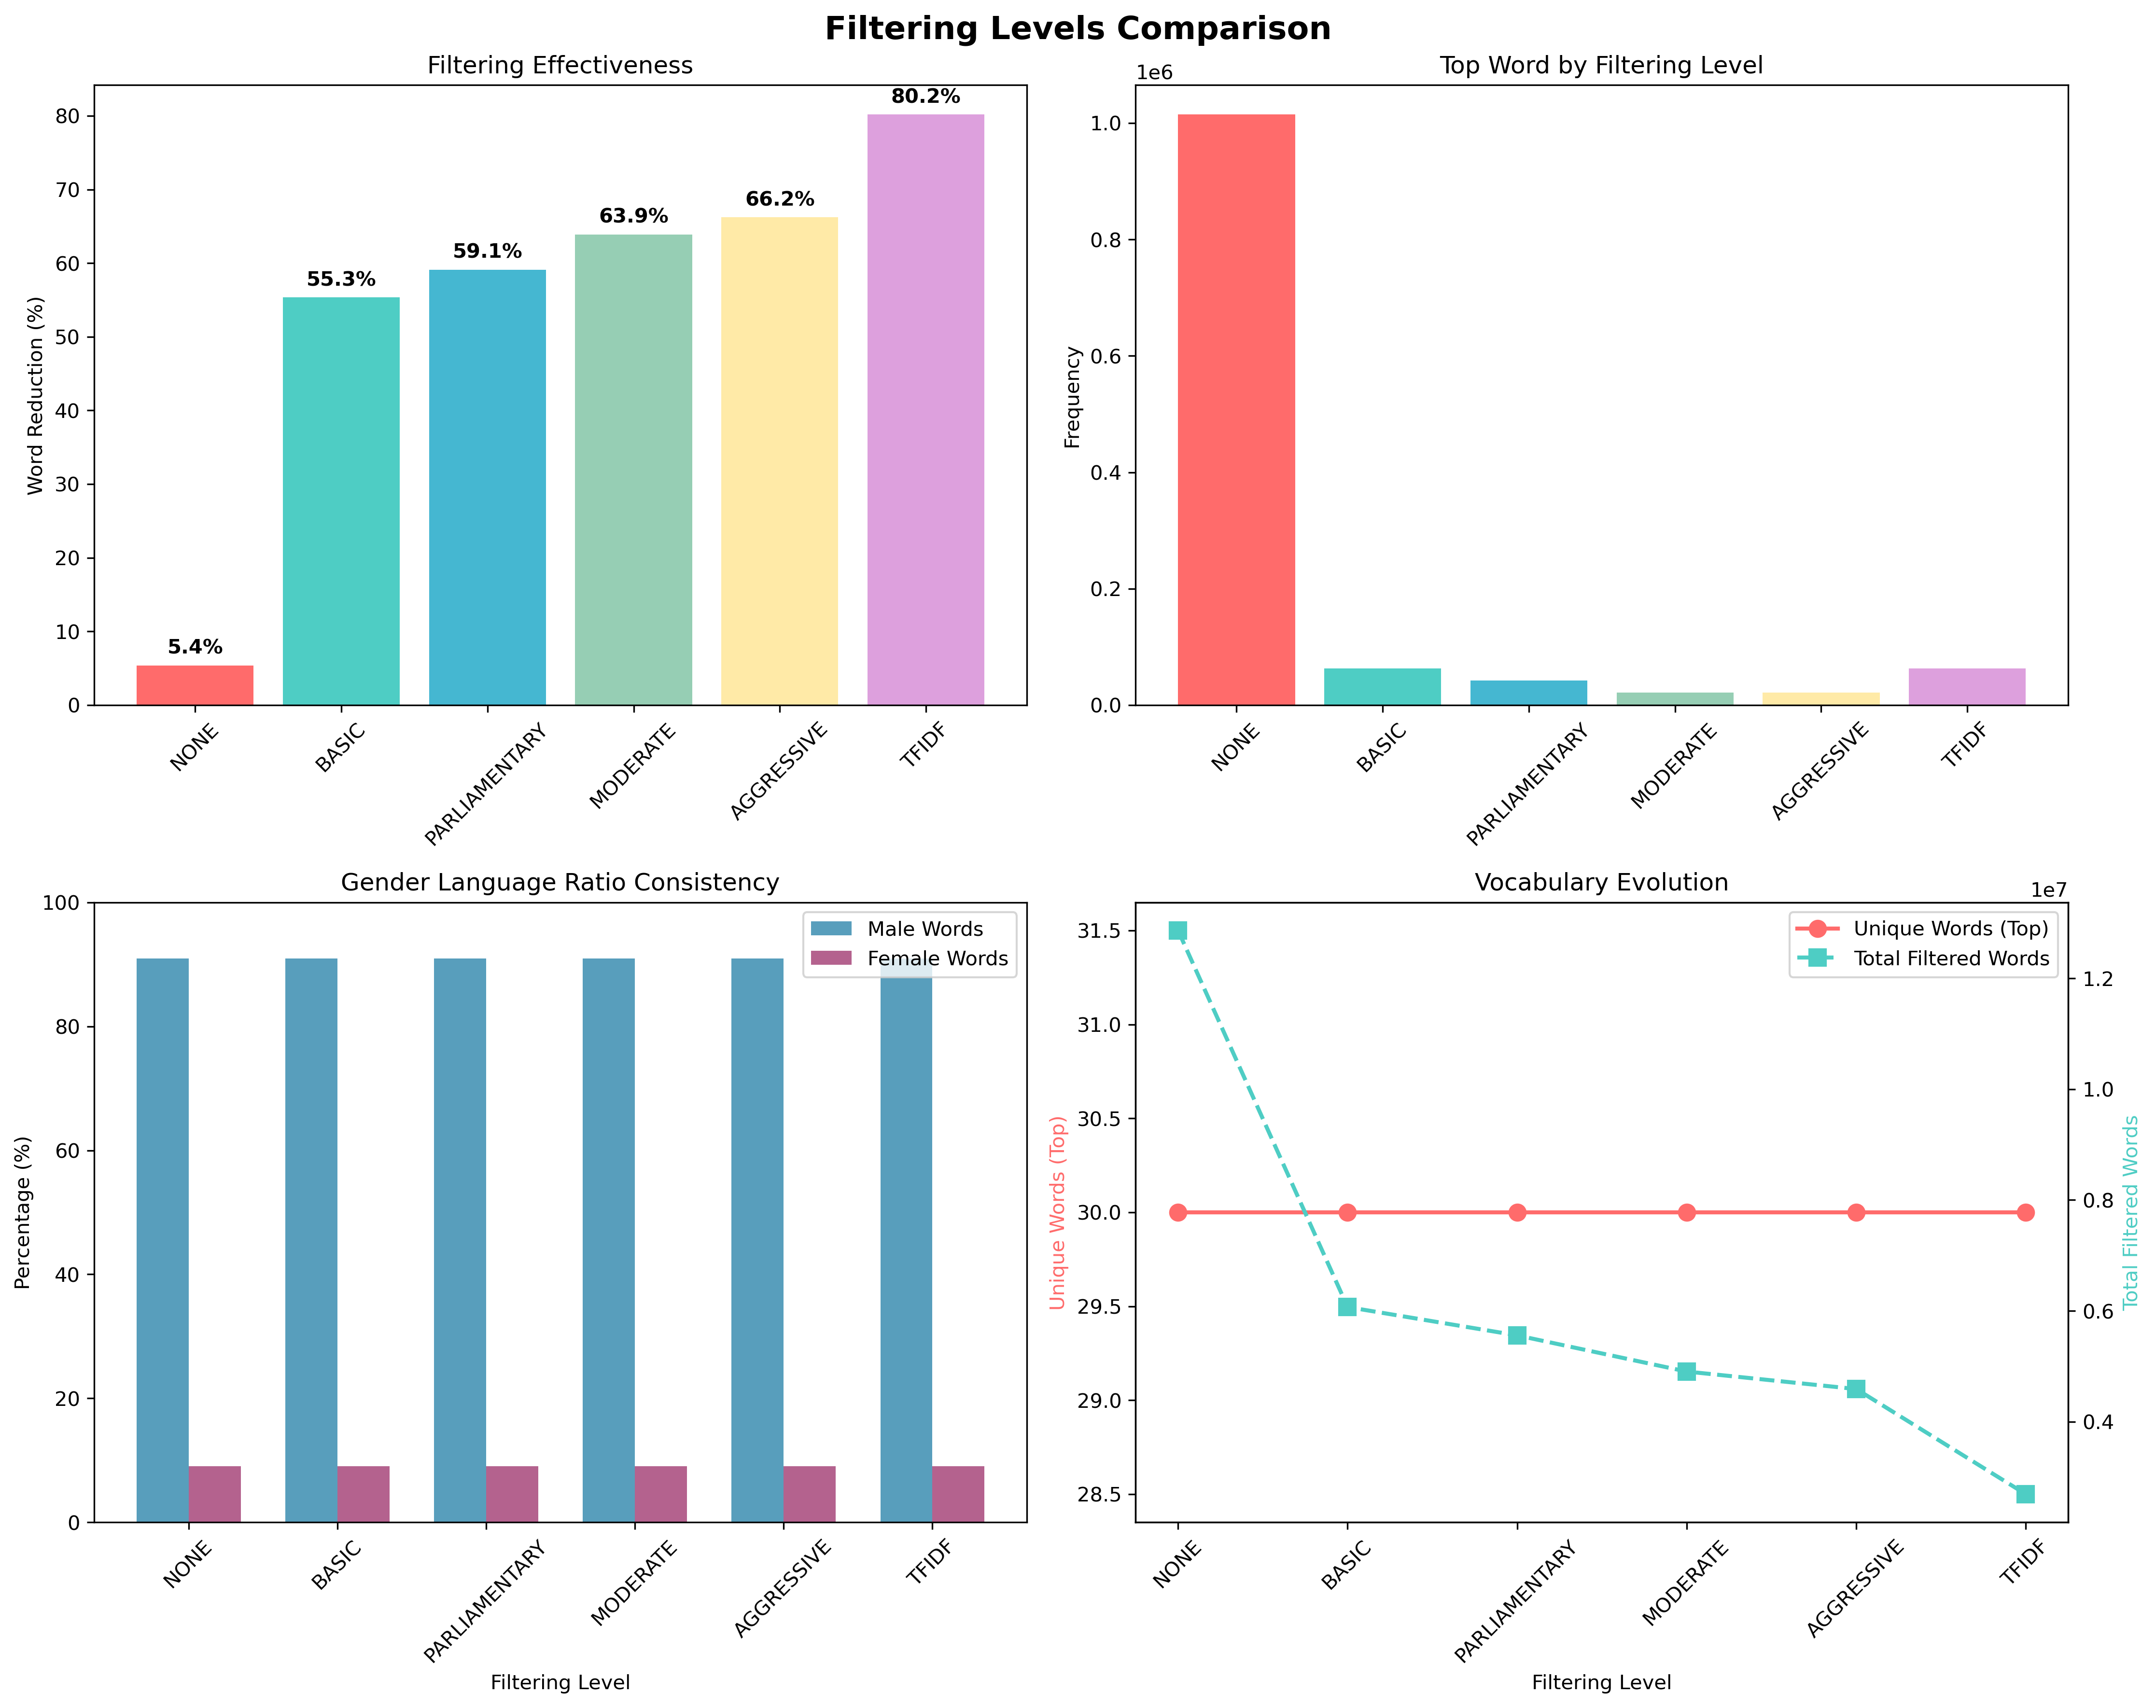 Filtering Levels Comparison
Filtering Effectiveness
Word Reduction (%)
80
70
60
50
40
30
20
10
0
5.4%
55.3%
59.1%
63.9%
66.2%
80.2%
NONE
BASIC
PARLIAMENTARY
MODERATE
AGGRESSIVE
TFIDF
Top Word by Filtering Level
1e6
Frequency
1.0
0.8
0.6
0.4
0.2
0.0
NONE
BASIC
PARLIAMENTARY
MODERATE
AGGRESSIVE
TFIDF
Gender Language Ratio Consistency
Percentage (%)
100
80
60
40
20
0
Male Words
Female Words
NONE
BASIC
PARLIAMENTARY
MODERATE
AGGRESSIVE
TFIDF
Filtering Level
Vocabulary Evolution
1e7
Unique Words (Top)
31.5
31.0
30.5
30.0
29.5
29.0
28.5
Unique Words (Top)
Total Filtered Words
1.2
1.0
0.8
0.6
0.4
Total Filtered Words
NONE
BASIC
PARLIAMENTARY
MODERATE
AGGRESSIVE
TFIDF
Filtering Level